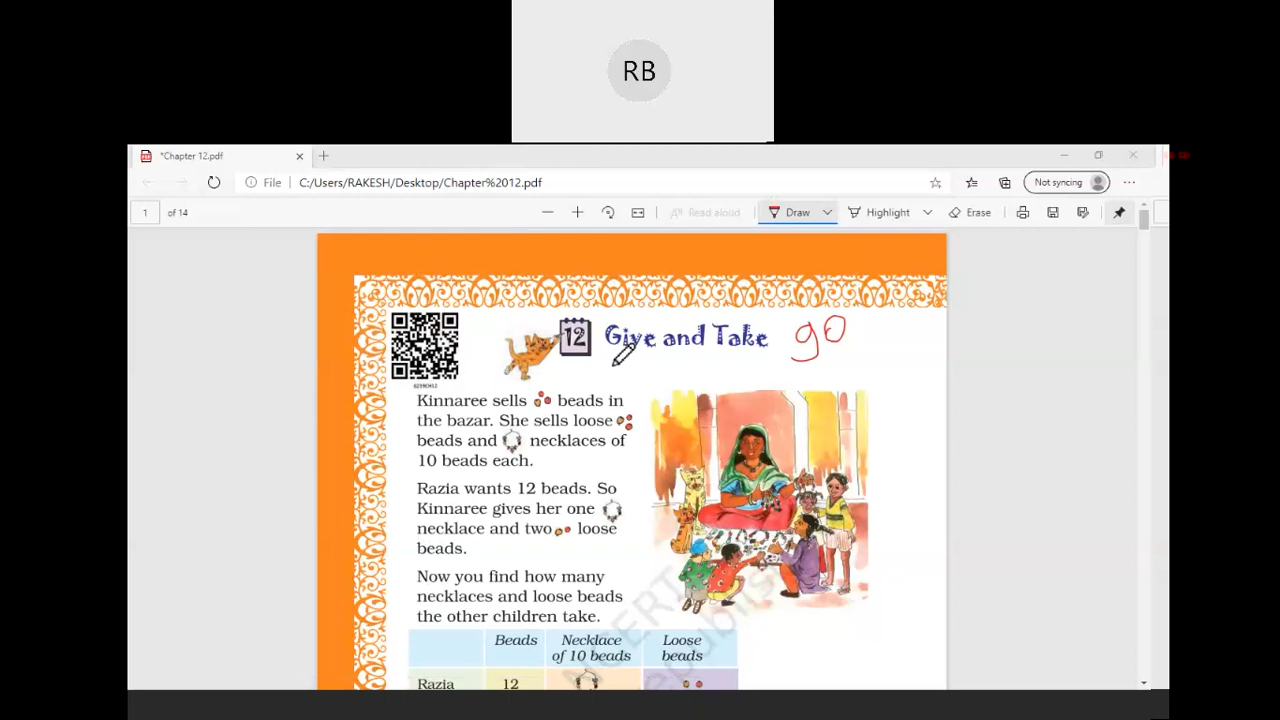 RB
*Chapter 12.pdf
File C:/Users/RAKESH/Desktop/Chapter%2012.pdf Not syncing
1 of 14 Read aloud Draw Highlight Erase
12 Give and Take go
Kinnaree sells beads in
the bazar. She sells loose
beads and necklaces of
10 beads each.
Razia wants 12 beads. So
Kinnaree gives her one
necklace and two loose
beads.
Now you find how many
necklaces and loose beads
the other children take.
Beads Necklace of 10 beads Loose beads
Razia 12